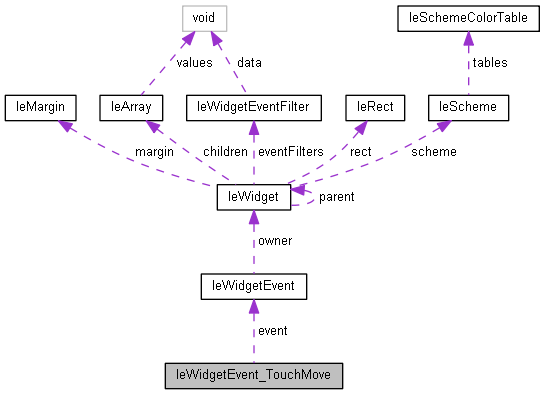 void
leSchemeColorTable
values
data
tables
leMargin
leArray
leWidgetEventFilter
leRect
leScheme
margin
children
eventFilters
rect
scheme
leWidget
parent
owner
leWidgetEvent
event
leWidgetEvent_TouchMove